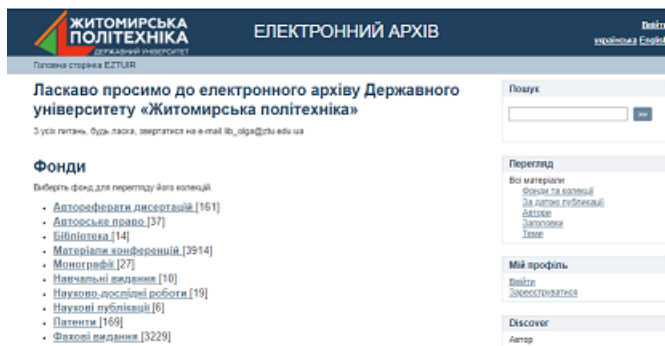 ЖИТОМИРСЬКА
ПОЛІТЕХНІКА
ДЕРЖАВНИЙ УНІВЕРСИТЕТ
ЕЛЕКТРОННИЙ АРХІВ
Ввійти
українська English
Головна сторінка EZTUIR
Ласкаво просимо до електронного архіву Державного
університету «Житомирська політехніка»
З усіх питань, будь ласка, звертатися на e-mail lib_olga@ztu.edu.ua
Фонди
Виберіть фонд для перегляду його колекцій.
Автореферати дисертацій [161]
Авторське право [37]
Бібліотека [14]
Матеріали конференцій [3914]
Монографії [27]
Навчальні видання [10]
Науково-дослідні роботи [19]
Наукові публікації [6]
Патенти [169]
Фахові видання [3229]
Пошук
>>
Перегляд
Всі матеріали
Фонди та колекції
За датою публикації
Автори
Заголовки
Теми
Мій профіль
Ввійти
Зареєструватися
Discover
Автор